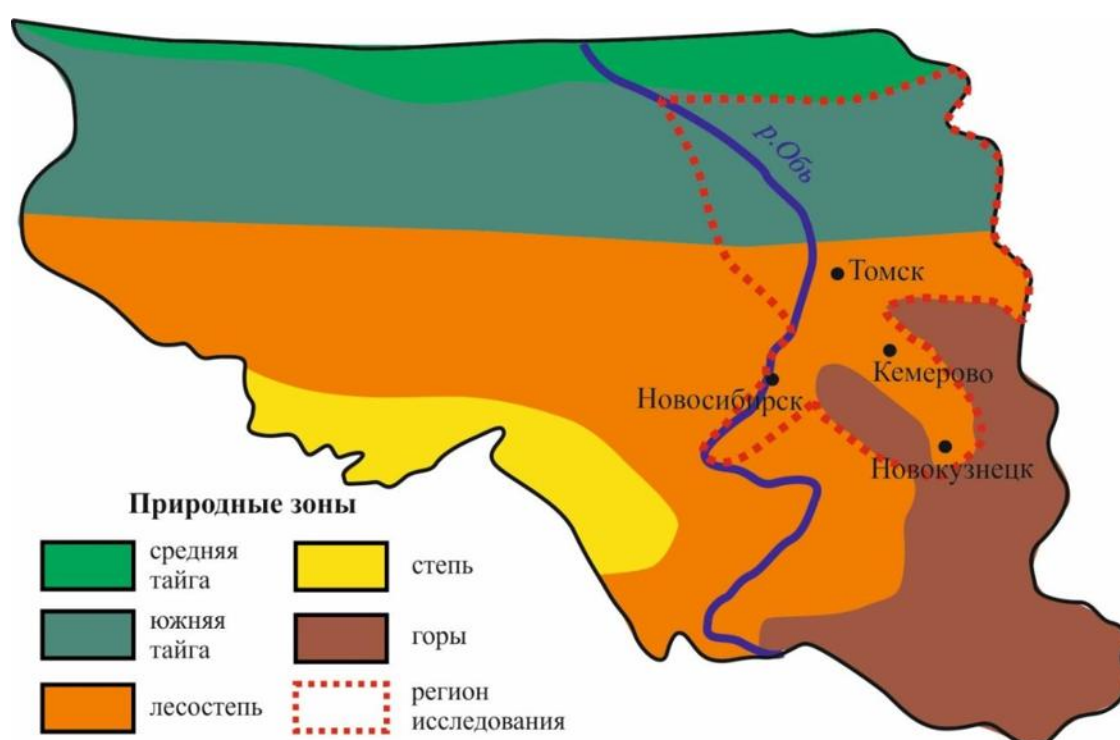 р.Обь
Томск
Кемерово
Новосибирск
Новокузнецк
Природные зоны
средняя
тайга
южная
тайга
лесостепь
степь
горы
регион
исследования